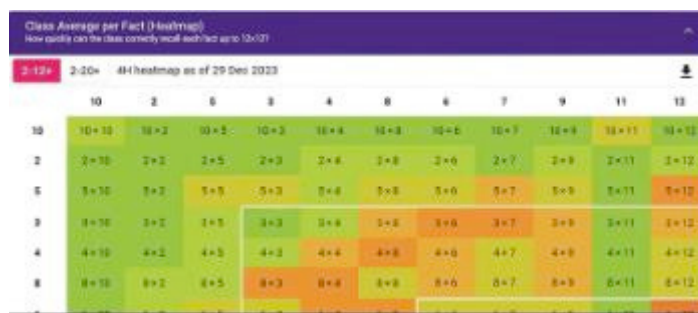 Class Average per Fact (Heatmap)
How quickly can the class correctly recall each fact up to 12×12?
2-12× 2-20× 4H heatmap as of 29 Dec 2023
10 2 5 3 4 8 6 7 9 11 12
10 10×10 10×2 10×5 10×3 10×4 10×8 10×6 10×7 10×9 10×11 10×12
2 2×10 2×2 2×5 2×3 2×4 2×8 2×6 2×7 2×9 2×11 2×12
5 5×10 5×2 5×5 5×3 5×4 5×8 5×6 5×7 5×9 5×11 5×12
3 3×10 3×2 3×5 3×3 3×4 3×8 3×6 3×7 3×9 3×11 3×12
4 4×10 4×2 4×5 4×3 4×4 4×8 4×6 4×7 4×9 4×11 4×12
8 8×10 8×2 8×5 8×3 8×4 8×8 8×6 8×7 8×9 8×11 8×12